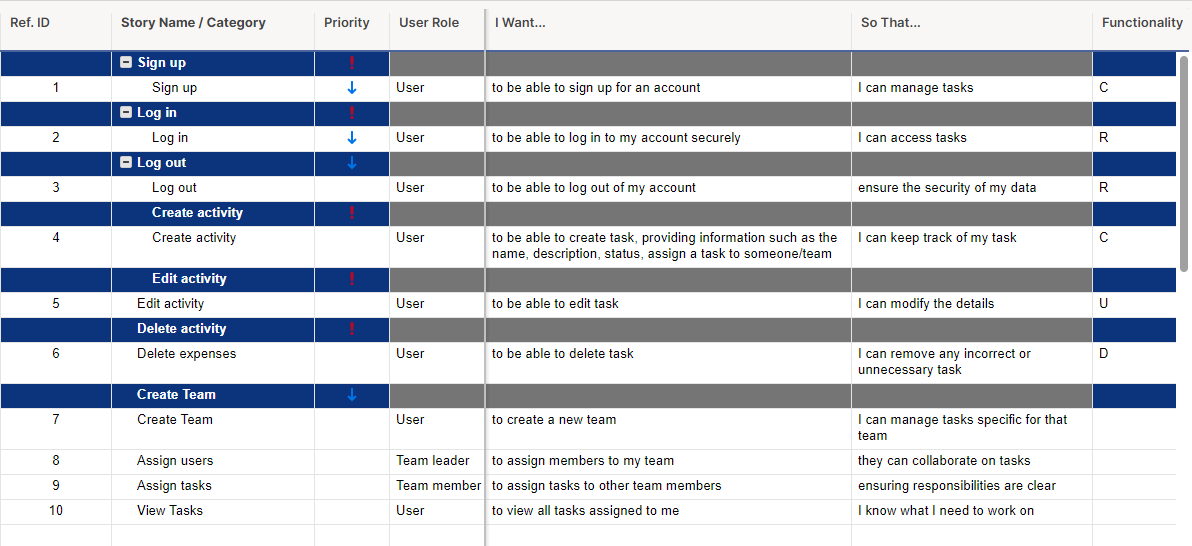 Ref. ID Story Name / Category Priority User Role I Want... So That... Functionality
Sign up
1 Sign up User to be able to sign up for an account I can manage tasks C
Log in
2 Log in User to be able to log in to my account securely I can access tasks R
Log out
3 Log out User to be able to log out of my account ensure the security of my data R
Create activity
4 Create activity User to be able to create task, providing information such as the I can keep track of my task C
name, description, status, assign a task to someone/team
Edit activity
5 Edit activity User to be able to edit task I can modify the details U
Delete activity
6 Delete expenses User to be able to delete task I can remove any incorrect or D
unnecessary task
Create Team
7 Create Team User to create a new team I can manage tasks specific for that
team
8 Assign users Team leader to assign members to my team they can collaborate on tasks
9 Assign tasks Team member to assign tasks to other team members ensuring responsibilities are clear
10 View Tasks User to view all tasks assigned to me I know what I need to work on